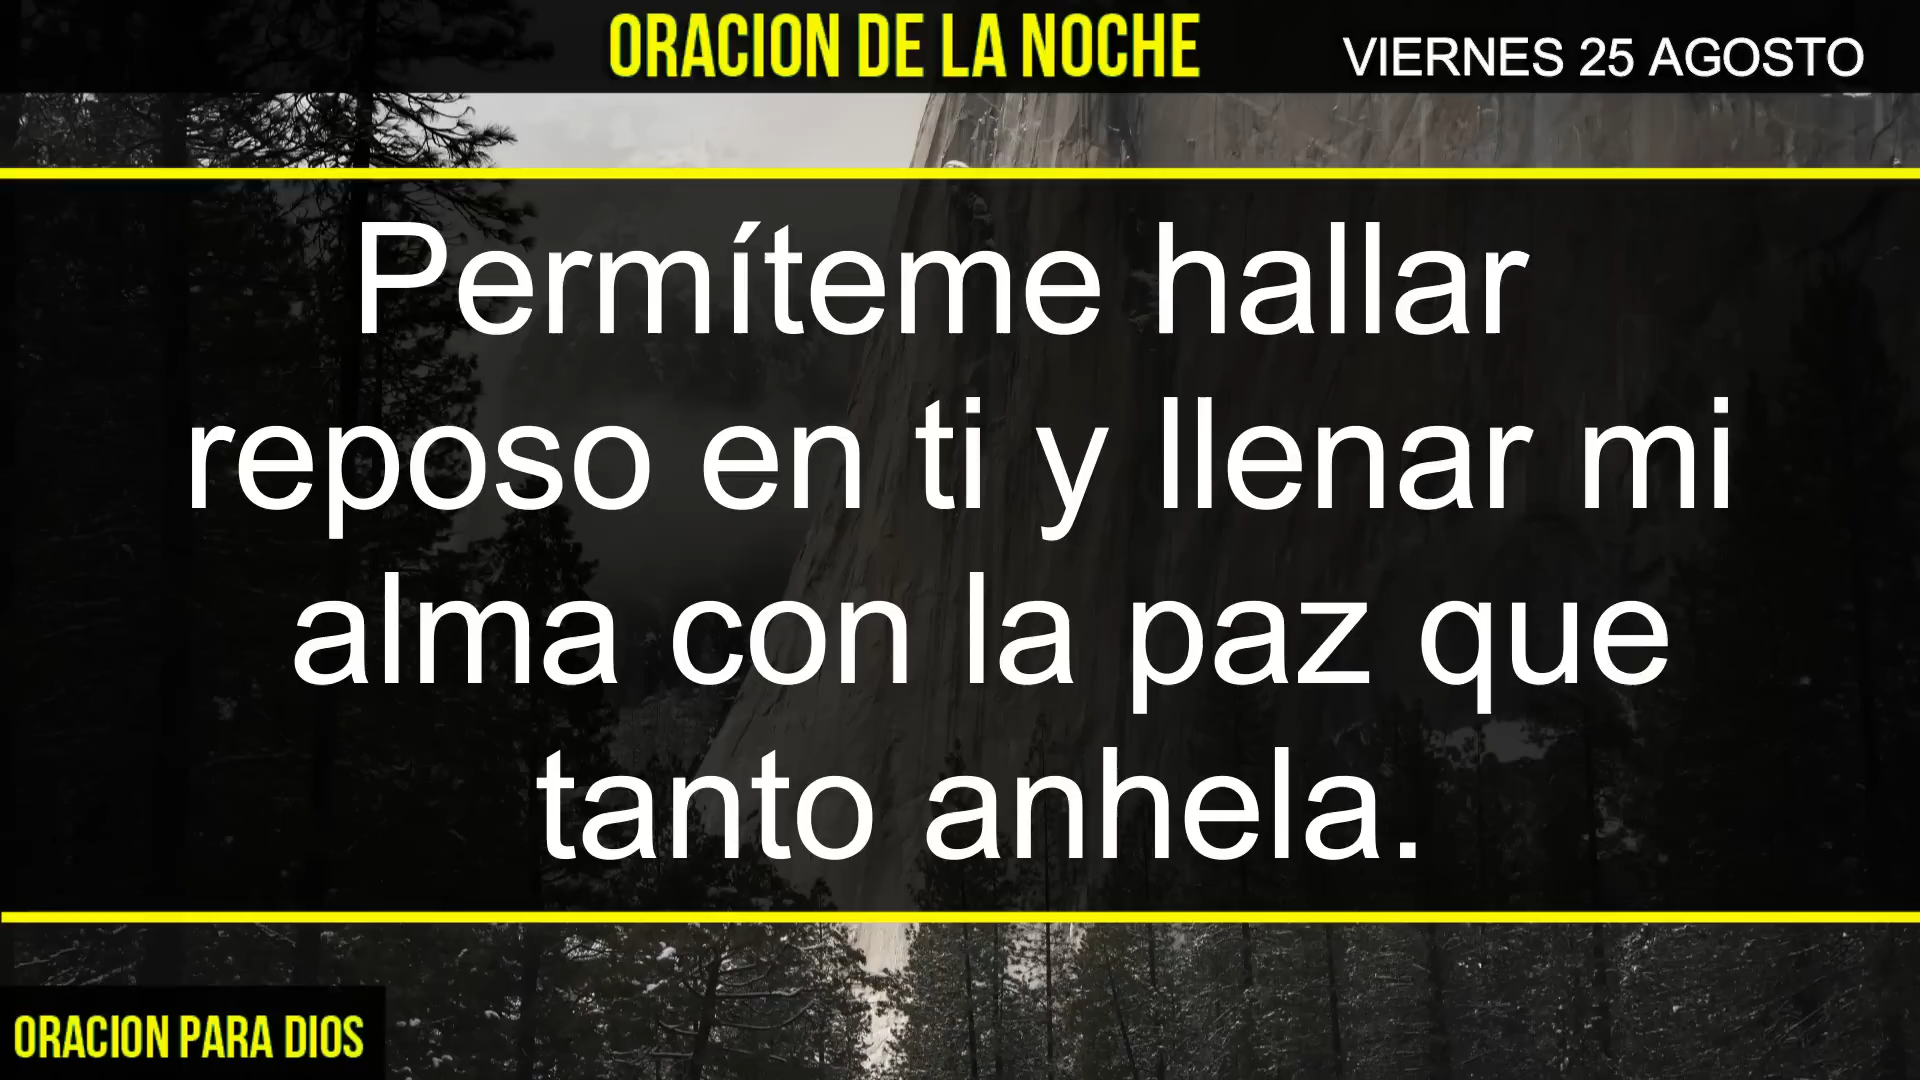 ORACION DE LA NOCHE
VIERNES 25 AGOSTO
Permíteme hallar
reposo en ti y llenar mi
alma con la paz que
tanto anhela.
ORACION PARA DIOS